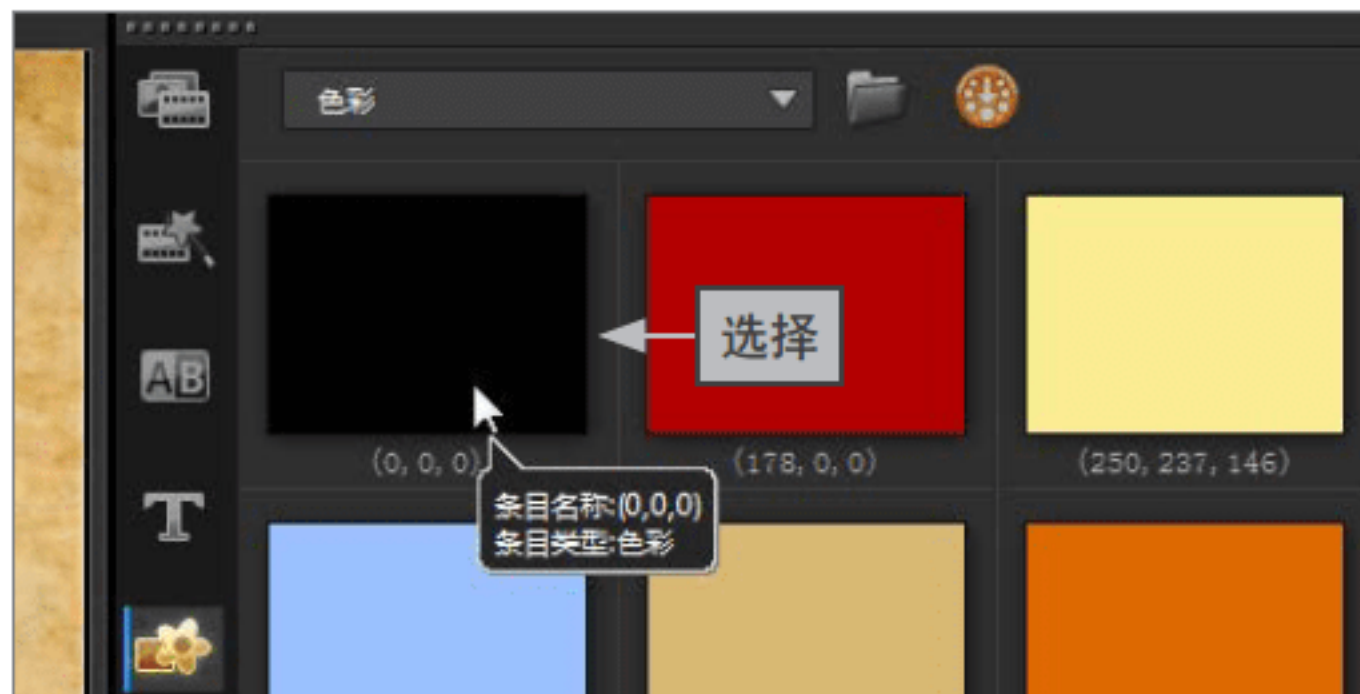 色彩
AB
T
选择
(0, 0, 0)
(178, 0, 0)
(250, 237, 146)
条目名称:(0,0,0)
条目类型:色彩